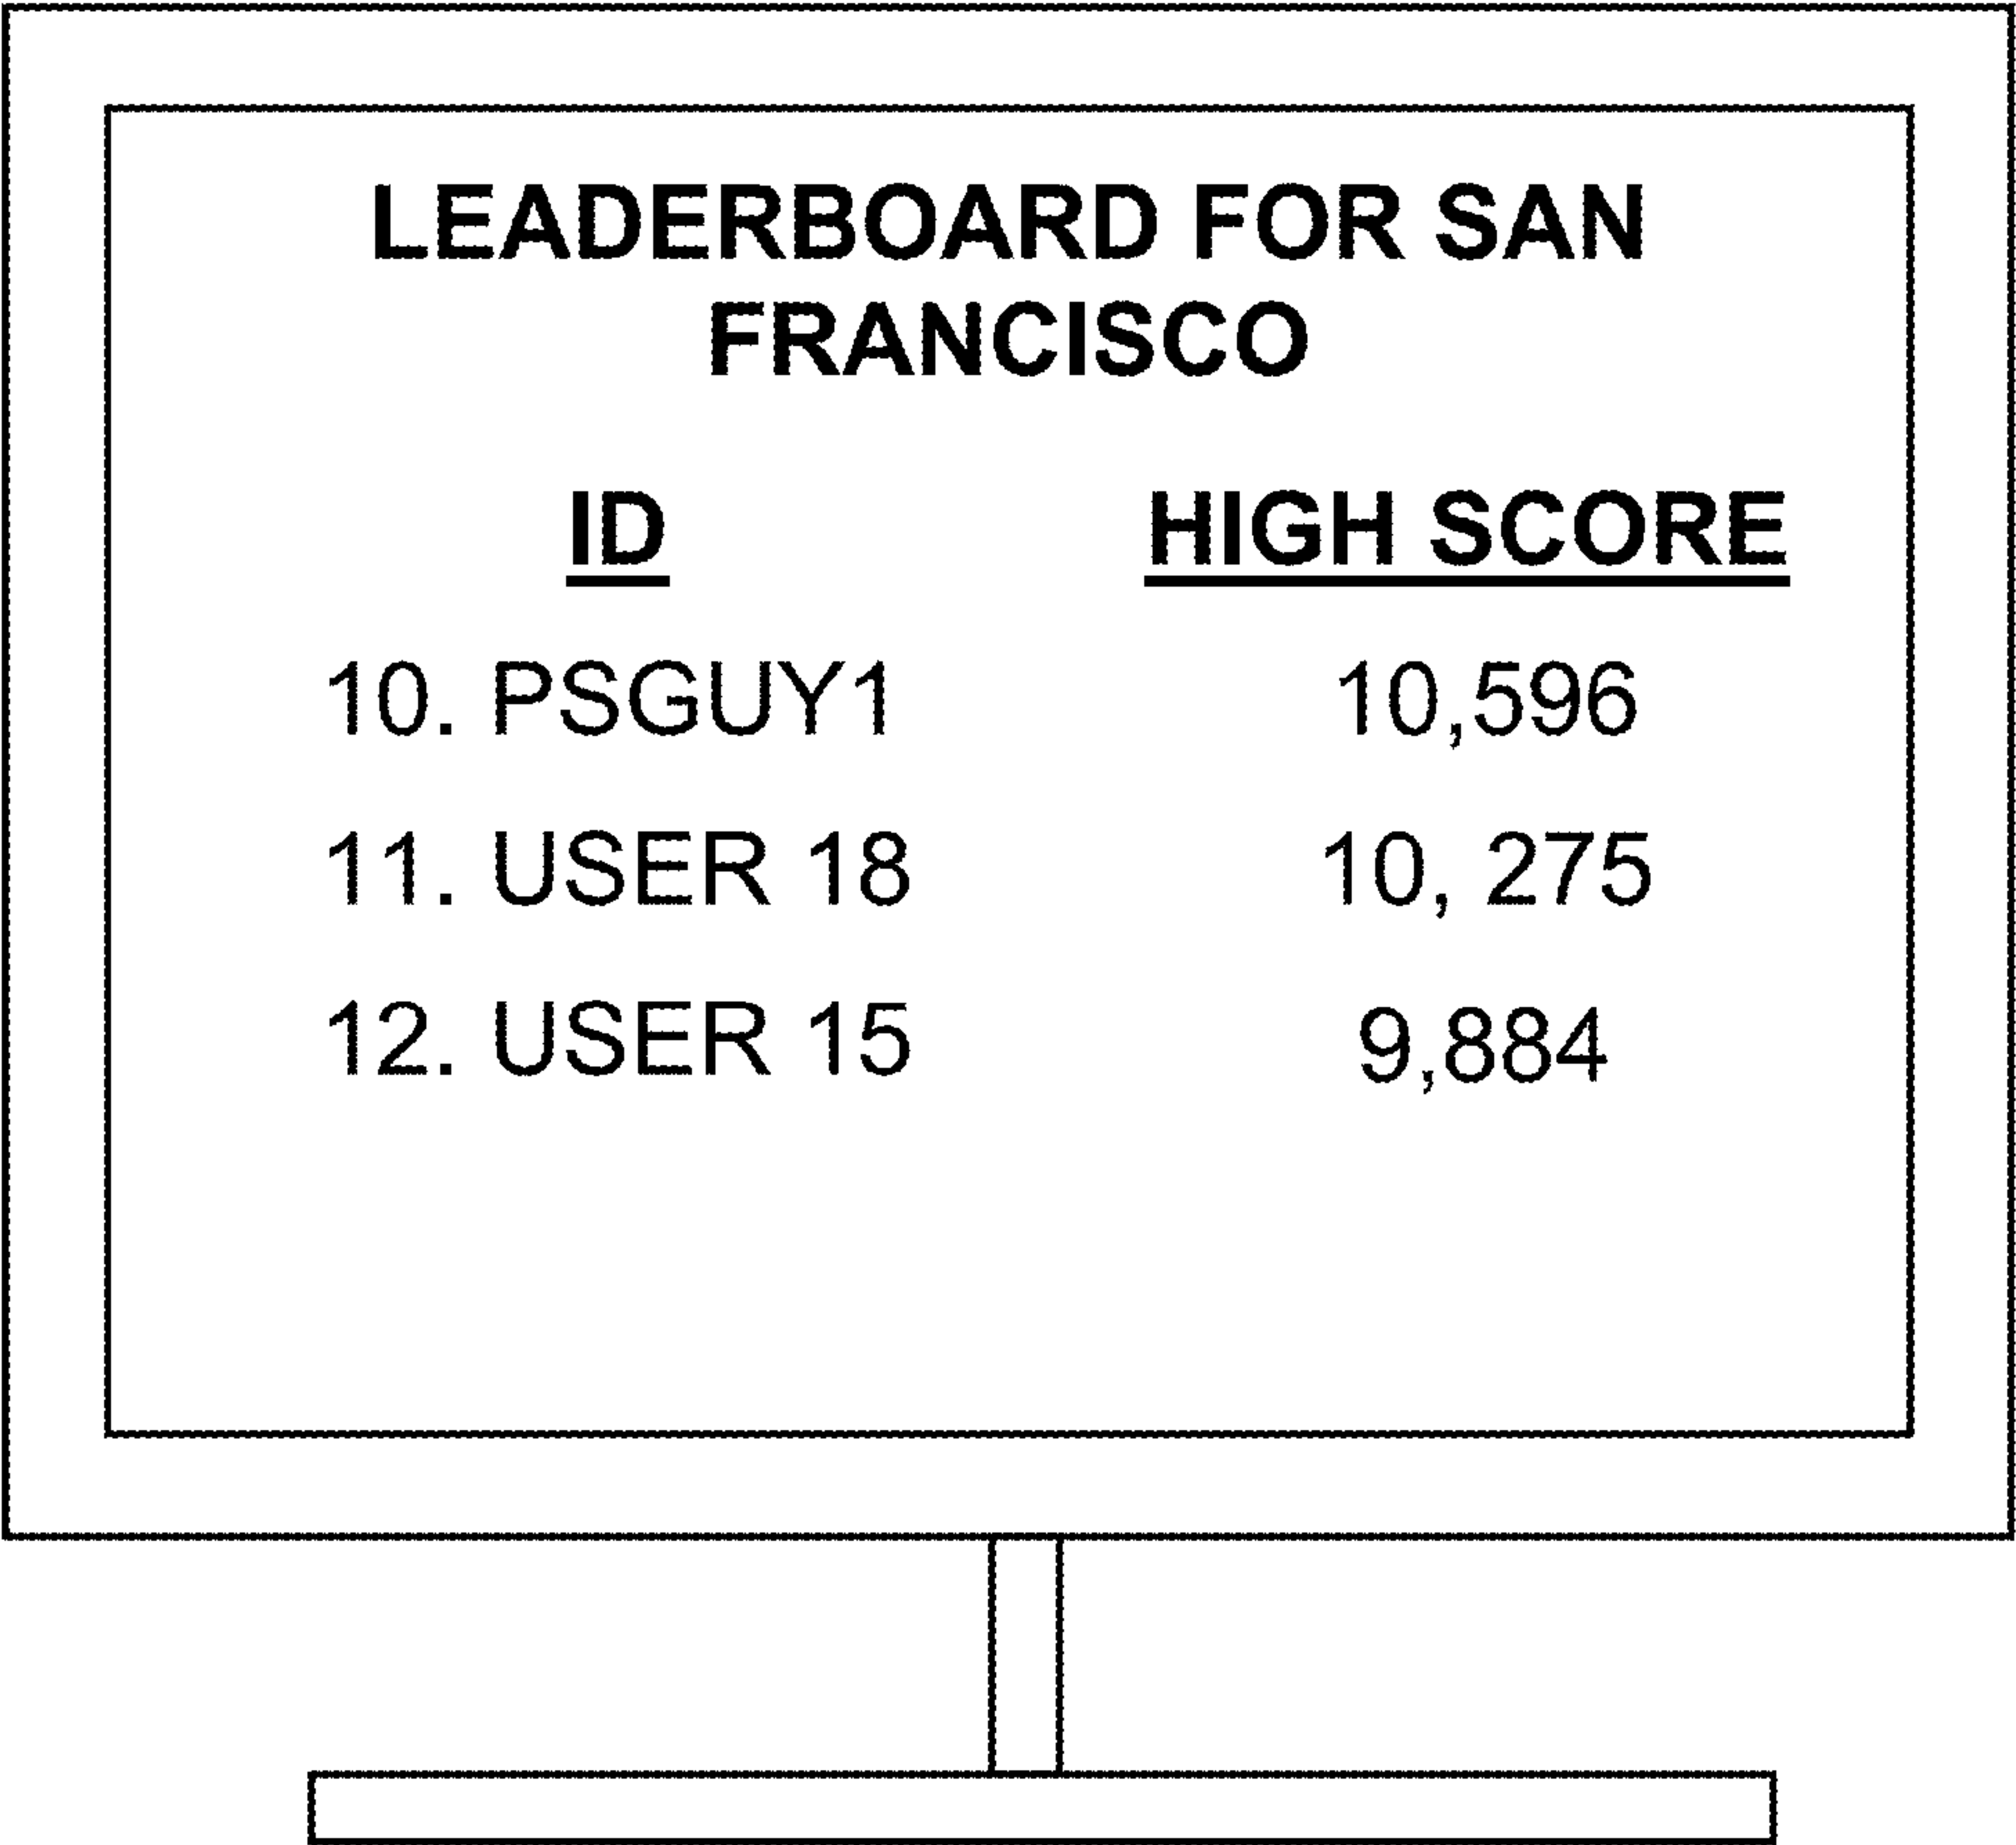 LEADERBOARD FOR SAN
FRANCISCO
ID HIGH SCORE
10. PSGUY1 10,596
11. USER 18 10, 275
12. USER 15 9,884